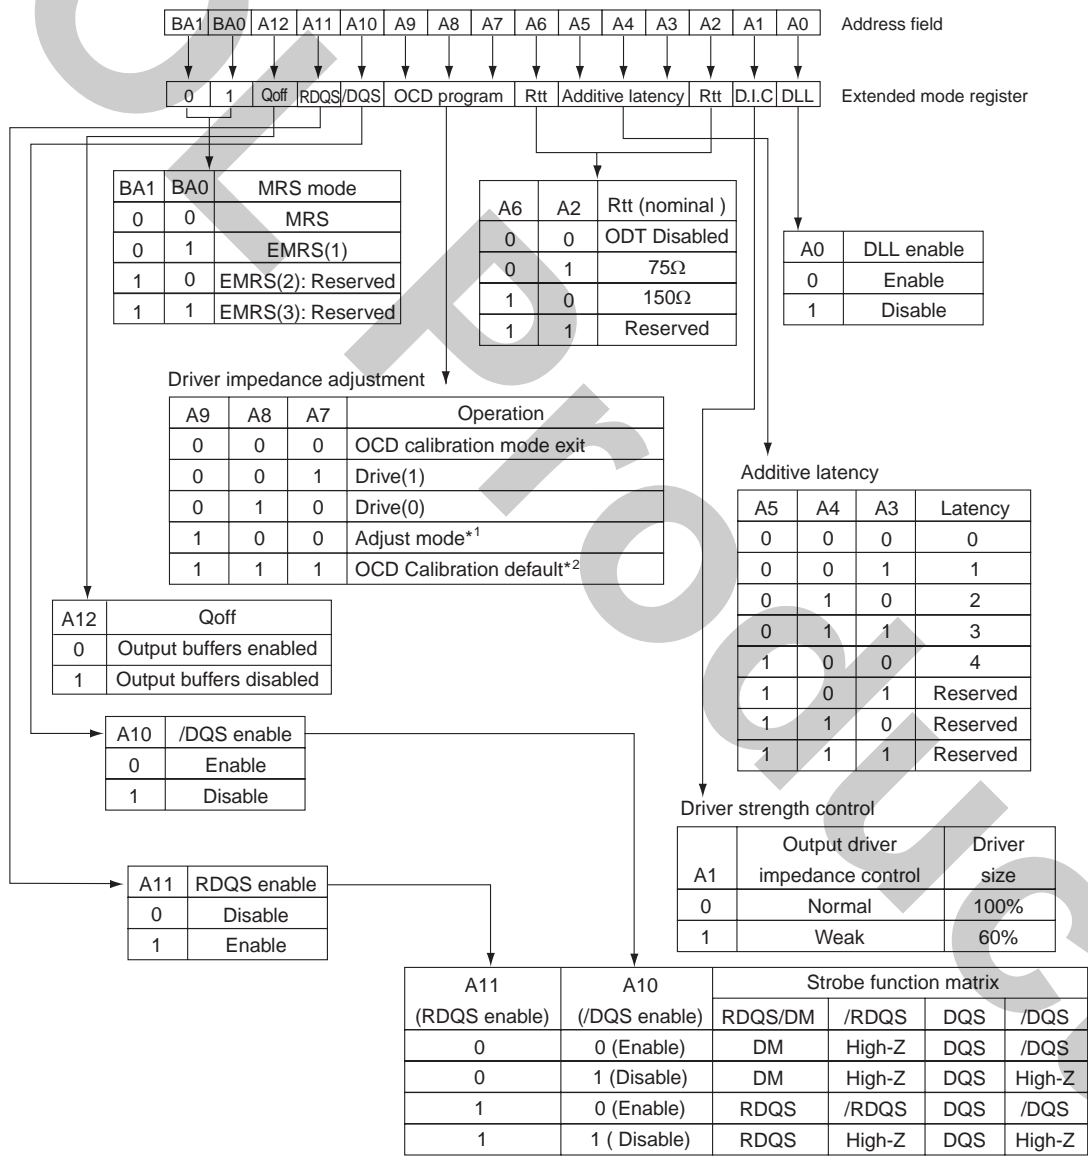 BA1 BA0 A12 A11 A10 A9 A8 A7 A6 A5 A4 A3 A2 A1 A0 Address field
0 1 Qoff RDQS /DQS OCD program Rtt Additive latency Rtt D.I.C DLL Extended mode register
BA1 BA0 MRS mode
0 0 MRS
0 1 EMRS(1)
1 0 EMRS(2): Reserved
1 1 EMRS(3): Reserved
A6 A2 Rtt (nominal )
0 0 ODT Disabled
0 1 75Ω
1 0 150Ω
1 1 Reserved
A0 DLL enable
0 Enable
1 Disable
Driver impedance adjustment
A9 A8 A7 Operation
0 0 0 OCD calibration mode exit
0 0 1 Drive(1)
0 1 0 Drive(0)
1 0 0 Adjust mode*1
1 1 1 OCD Calibration default*2
Additive latency
A5 A4 A3 Latency
0 0 0 0
0 0 1 1
0 1 0 2
0 1 1 3
1 0 0 4
1 0 1 Reserved
1 1 0 Reserved
1 1 1 Reserved
A12 Qoff
0 Output buffers enabled
1 Output buffers disabled
A10 /DQS enable
0 Enable
1 Disable
Driver strength control
A1 Output driver impedance control Driver size
0 Normal 100%
1 Weak 60%
A11 RDQS enable
0 Disable
1 Enable
A11 A10 Strobe function matrix
(RDQS enable) (/DQS enable) RDQS/DM /RDQS DQS /DQS
0 0 (Enable) DM High-Z DQS /DQS
0 1 (Disable) DM High-Z DQS High-Z
1 0 (Enable) RDQS /RDQS DQS /DQS
1 1 ( Disable) RDQS High-Z DQS High-Z
L Product